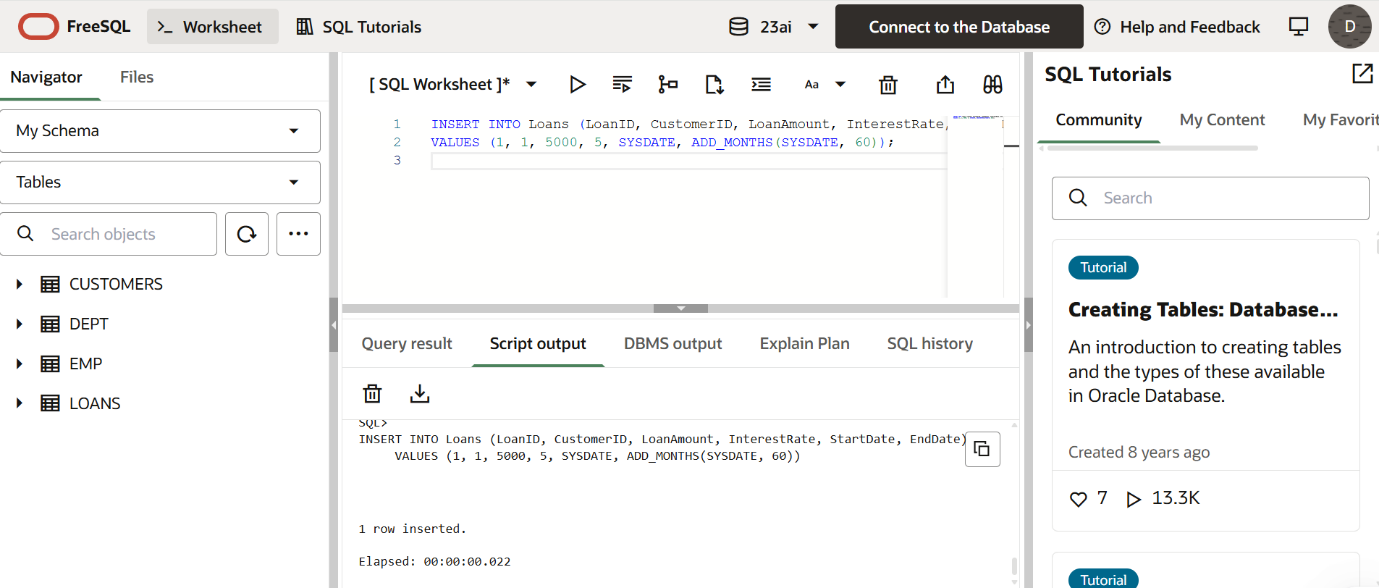 FreeSQL
>_ Worksheet
SQL Tutorials
23ai
Connect to the Database
Help and Feedback
D
Navigator
Files
My Schema
Tables
Search objects
CUSTOMERS
DEPT
EMP
LOANS
[ SQL Worksheet ]*
Aa
1 INSERT INTO Loans (LoanID, CustomerID, LoanAmount, InterestRate,
2 VALUES (1, 1, 5000, 5, SYSDATE, ADD_MONTHS(SYSDATE, 60));
3
Query result
Script output
DBMS output
Explain Plan
SQL history
SQL>
INSERT INTO Loans (LoanID, CustomerID, LoanAmount, InterestRate, StartDate, EndDate)
VALUES (1, 1, 5000, 5, SYSDATE, ADD_MONTHS(SYSDATE, 60))
1 row inserted.
Elapsed: 00:00:00.022
SQL Tutorials
Community
My Content
My Favorit
Search
Tutorial
Creating Tables: Database...
An introduction to creating tables
and the types of these available
in Oracle Database.
Created 8 years ago
7
13.3K
Tutorial